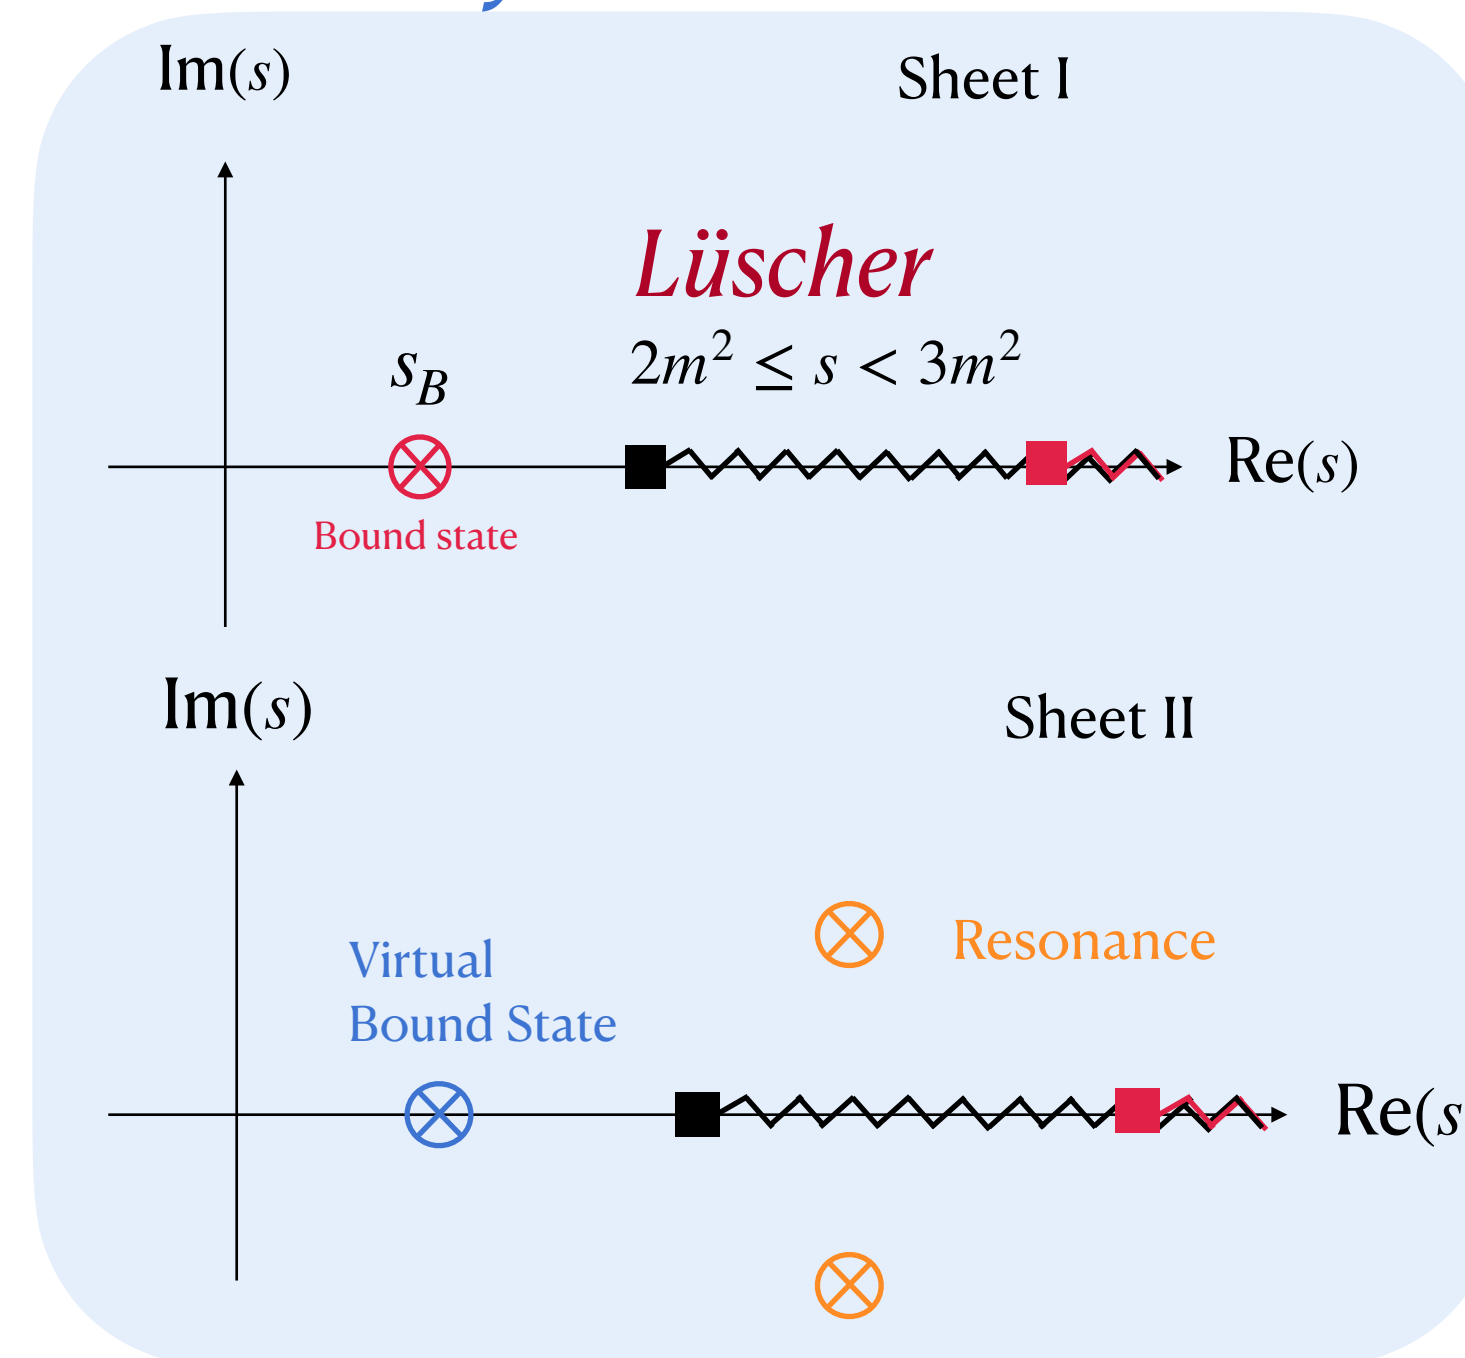 Im(s)
Sheet I
Lüscher
2m² ≤ s < 3m²
s_B
Re(s)
Bound state
Im(s)
Sheet II
Resonance
Virtual
Bound State
Re(s